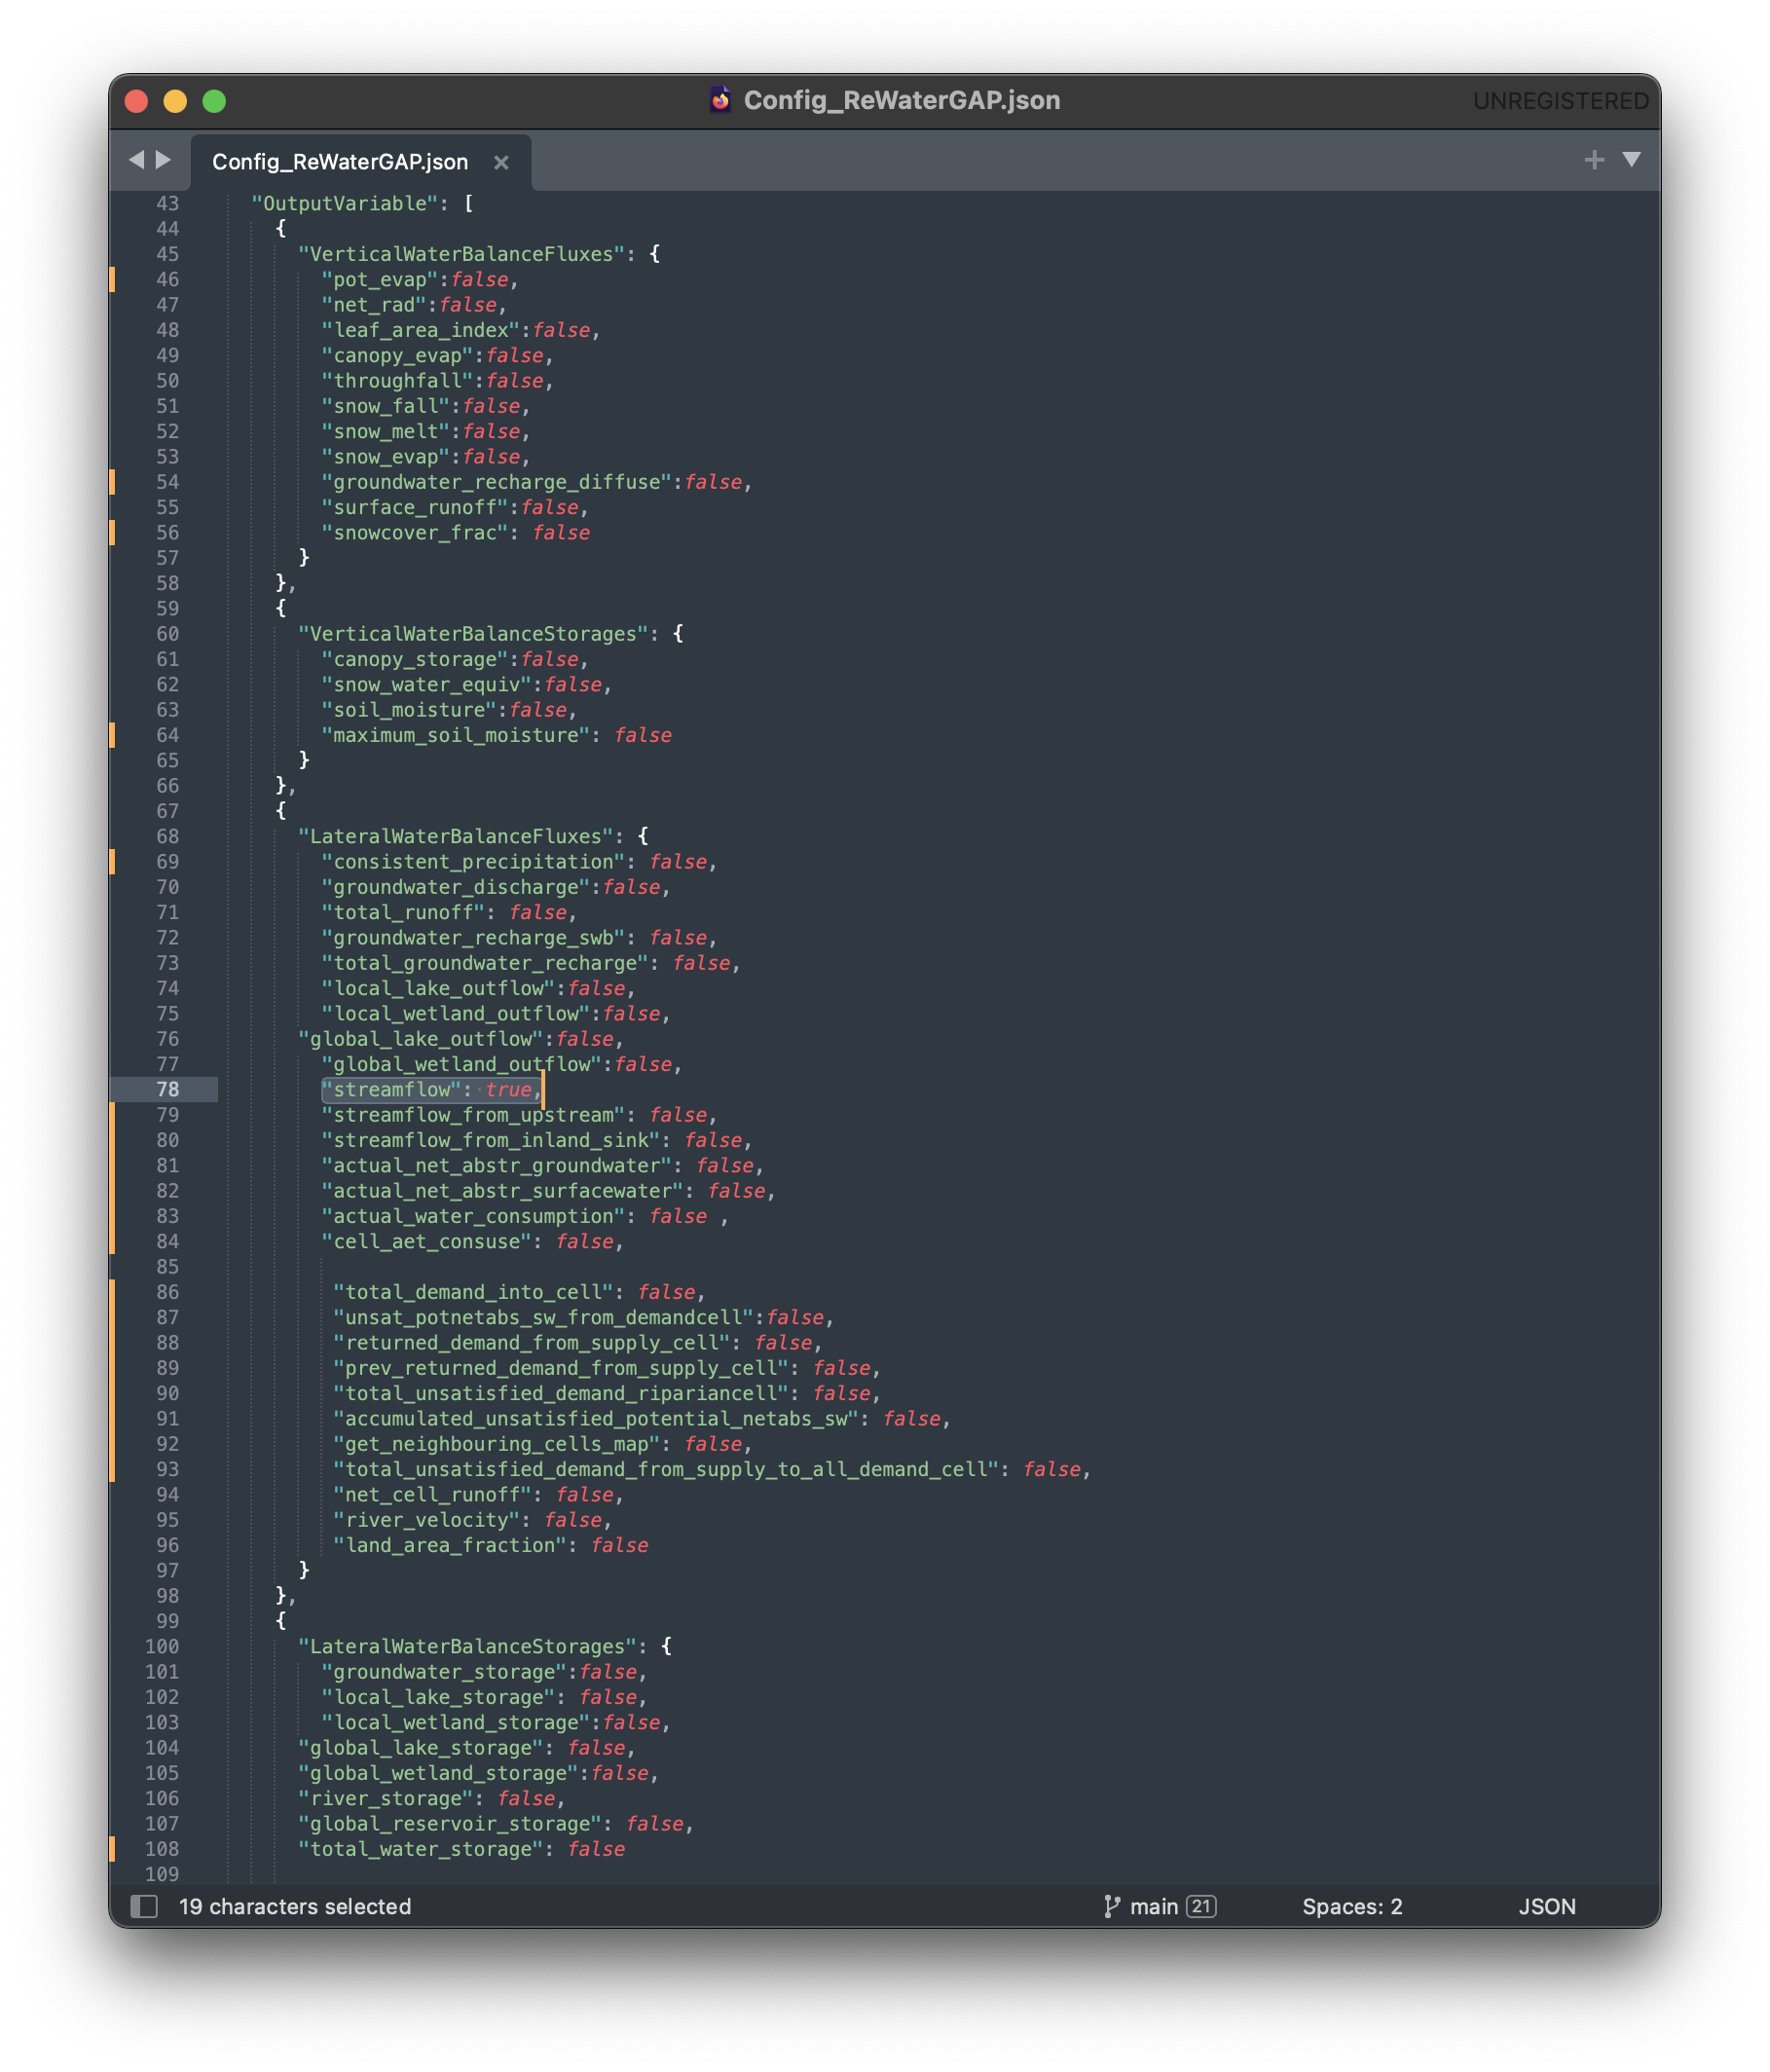 Config_ReWaterGAP.json
UNREGISTERED
Config_ReWaterGAP.json ×
43 "OutputVariable": [
44 {
45 "VerticalWaterBalanceFluxes": {
46 "pot_evap":false,
47 "net_rad":false,
48 "leaf_area_index":false,
49 "canopy_evap":false,
50 "throughfall":false,
51 "snow_fall":false,
52 "snow_melt":false,
53 "snow_evap":false,
54 "groundwater_recharge_diffuse":false,
55 "surface_runoff":false,
56 "snowcover_frac": false
57 }
58 },
59 {
60 "VerticalWaterBalanceStorages": {
61 "canopy_storage":false,
62 "snow_water_equiv":false,
63 "soil_moisture":false,
64 "maximum_soil_moisture": false
65 }
66 },
67 {
68 "LateralWaterBalanceFluxes": {
69 "consistent_precipitation": false,
70 "groundwater_discharge":false,
71 "total_runoff": false,
72 "groundwater_recharge_swb": false,
73 "total_groundwater_recharge": false,
74 "local_lake_outflow":false,
75 "local_wetland_outflow":false,
76 "global_lake_outflow":false,
77 "global_wetland_outflow":false,
78 "streamflow": true,
79 "streamflow_from_upstream": false,
80 "streamflow_from_inland_sink": false,
81 "actual_net_abstr_groundwater": false,
82 "actual_net_abstr_surfacewater": false,
83 "actual_water_consumption": false ,
84 "cell_aet_consuse": false,
85
86 "total_demand_into_cell": false,
87 "unsat_potnetabs_sw_from_demandcell":false,
88 "returned_demand_from_supply_cell": false,
89 "prev_returned_demand_from_supply_cell": false,
90 "total_unsatisfied_demand_ripariancell": false,
91 "accumulated_unsatisfied_potential_netabs_sw": false,
92 "get_neighbouring_cells_map": false,
93 "total_unsatisfied_demand_from_supply_to_all_demand_cell": false,
94 "net_cell_runoff": false,
95 "river_velocity": false,
96 "land_area_fraction": false
97 }
98 },
99 {
100 "LateralWaterBalanceStorages": {
101 "groundwater_storage":false,
102 "local_lake_storage": false,
103 "local_wetland_storage":false,
104 "global_lake_storage": false,
105 "global_wetland_storage":false,
106 "river_storage": false,
107 "global_reservoir_storage": false,
108 "total_water_storage": false
109
19 characters selected
main 21
Spaces: 2
JSON